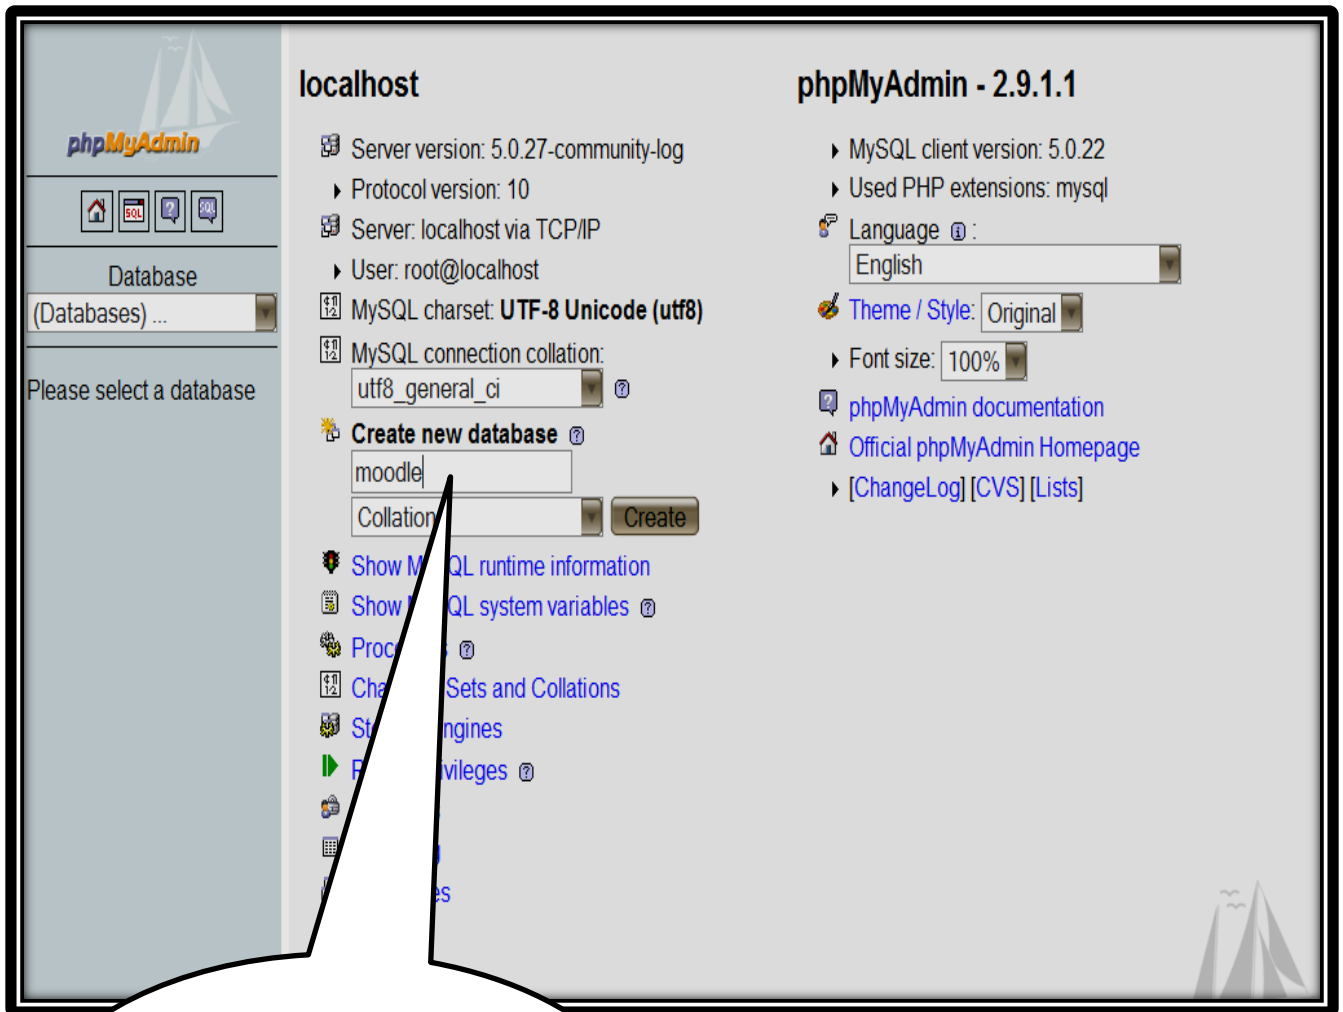 phpMyAdmin
SQL
SQL
Database
(Databases) ...
Please select a database
localhost
Server version: 5.0.27-community-log
Protocol version: 10
Server: localhost via TCP/IP
User: root@localhost
MySQL charset: UTF-8 Unicode (utf8)
MySQL connection collation:
utf8_general_ci
Create new database
moodle
Collation
Create
Show M QL runtime information
Show QL system variables
Proc s
Cha Sets and Collations
St ngines
R vileges
g
es
phpMyAdmin - 2.9.1.1
MySQL client version: 5.0.22
Used PHP extensions: mysql
Language :
English
Theme / Style: Original
Font size: 100%
phpMyAdmin documentation
Official phpMyAdmin Homepage
[ChangeLog] [CVS] [Lists]